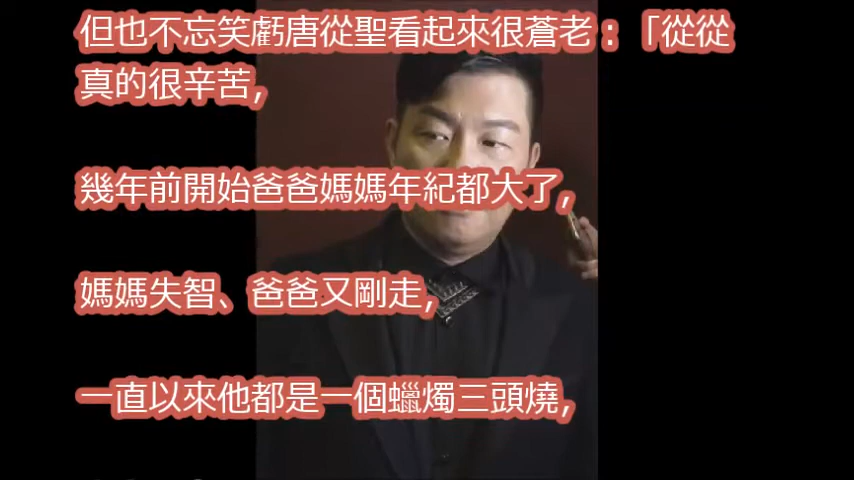 但也不忘笑虧唐從聖看起來很蒼老：「從從
真的很辛苦，
幾年前開始爸爸媽媽年紀都大了，
媽媽失智、爸爸又剛走，
一直以來他都是一個蠟燭三頭燒，